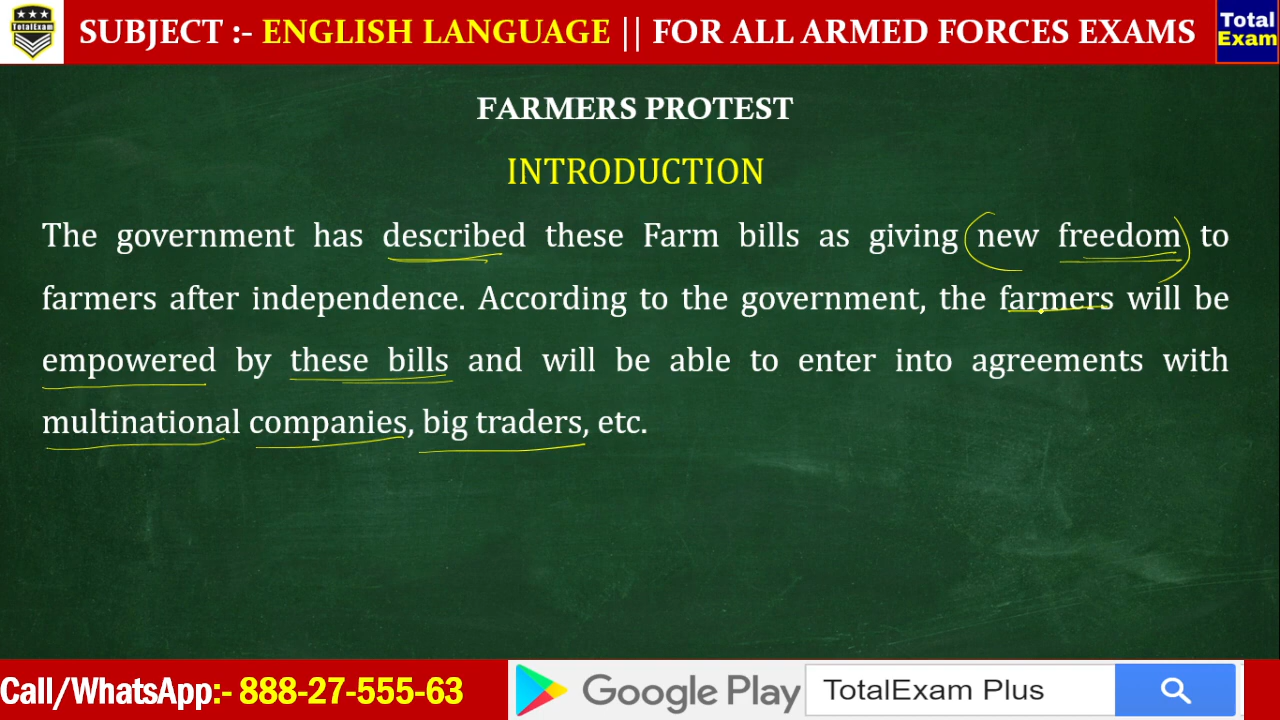 TotalExam
SUBJECT :- ENGLISH LANGUAGE || FOR ALL ARMED FORCES EXAMS
Total
Exam
FARMERS PROTEST
INTRODUCTION
The government has described these Farm bills as giving new freedom to
farmers after independence. According to the government, the farmers will be
empowered by these bills and will be able to enter into agreements with
multinational companies, big traders, etc.
Call/WhatsApp:- 888-27-555-63
Google Play
TotalExam Plus